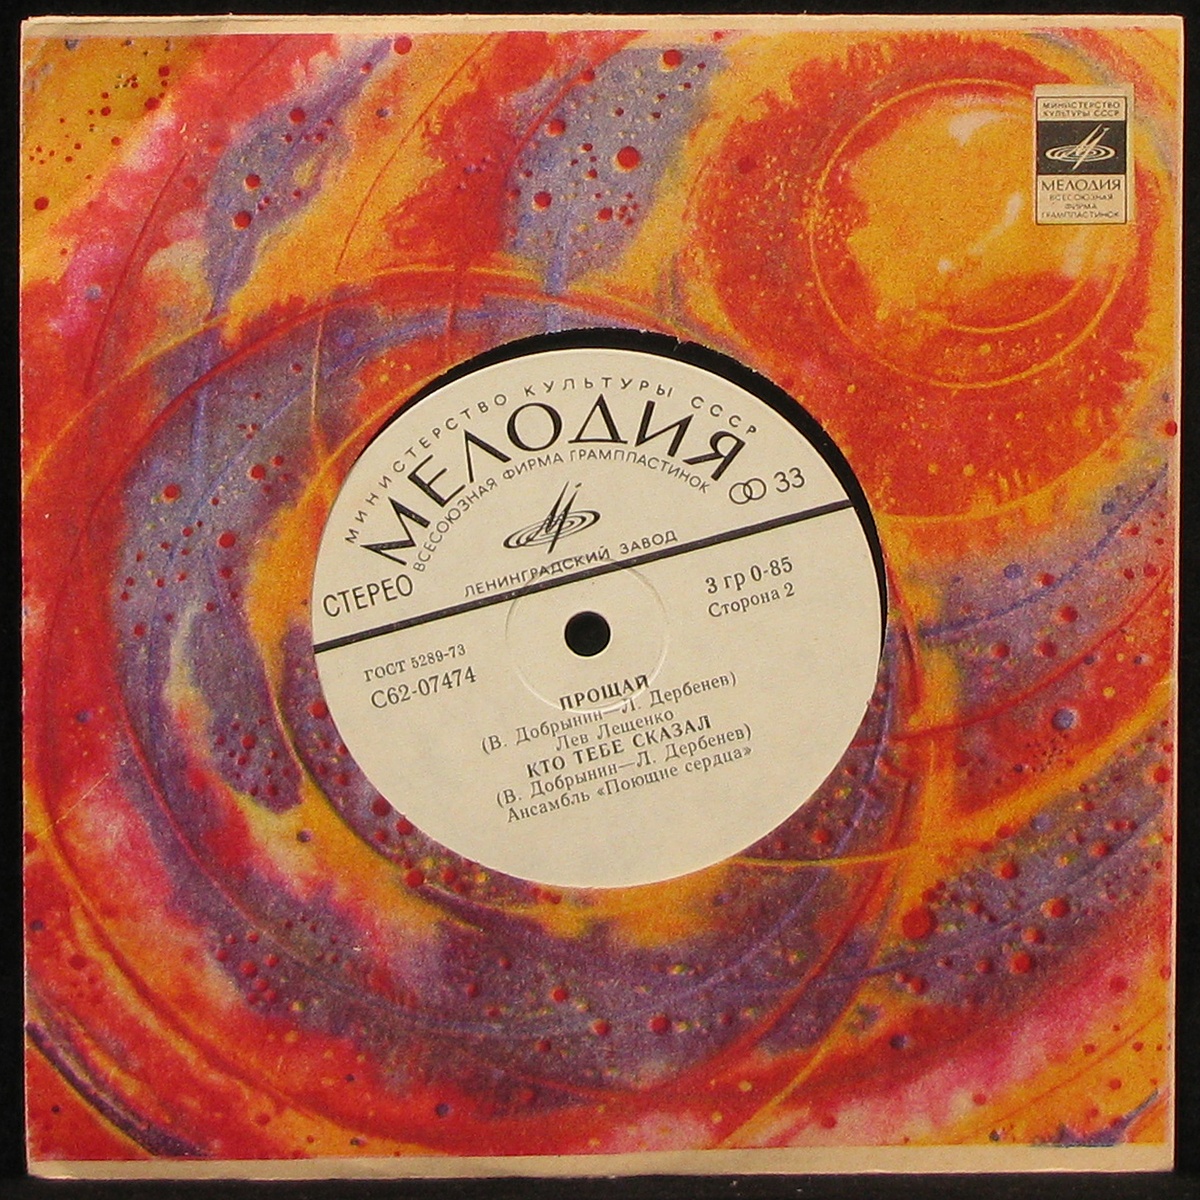 МИНИСТЕРСТВО
КУЛЬТУРЫ СССР
МЕЛОДИЯ
ВСЕСОЮЗНАЯ
ФИРМА
ГРАМПЛАСТИНОК
МИНИСТЕРСТВО КУЛЬТУРЫ СССР
МЕЛОДИЯ
ВСЕСОЮЗНАЯ ФИРМА ГРАМПЛАСТИНОК
33
СТЕРЕО
ЛЕНИНГРАДСКИЙ ЗАВОД
3 гр 0-85
Сторона 2
ГОСТ 5289-73
С62-07474
ПРОЩАЙ
(В. Добрынин—Л. Дербенев)
Лев Лещенко
КТО ТЕБЕ СКАЗАЛ
(В. Добрынин—Л. Дербенев)
Ансамбль «Поющие сердца»